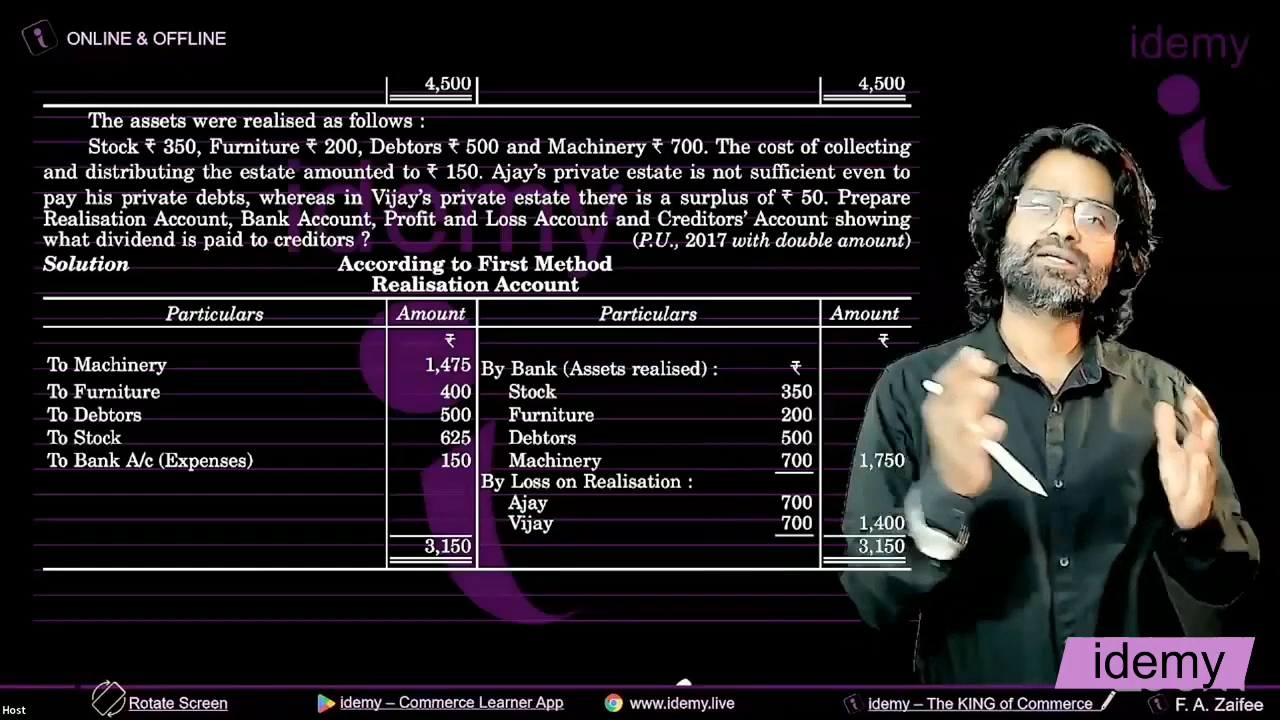 ONLINE & OFFLINE
idemy
4,500 4,500
The assets were realised as follows :
Stock ₹ 350, Furniture ₹ 200, Debtors ₹ 500 and Machinery ₹ 700. The cost of collecting
and distributing the estate amounted to ₹ 150. Ajay's private estate is not sufficient even to
pay his private debts, whereas in Vijay's private estate there is a surplus of ₹ 50. Prepare
Realisation Account, Bank Account, Profit and Loss Account and Creditors' Account showing
what dividend is paid to creditors ? (P.U., 2017 with double amount)
idemy
Solution According to First Method
Realisation Account
Particulars Amount Particulars Amount
₹ ₹
To Machinery 1,475 By Bank (Assets realised) : ₹
To Furniture 400 Stock 350
To Debtors 500 Furniture 200
To Stock 625 Debtors 500
To Bank A/c (Expenses) 150 Machinery 700 1,750
By Loss on Realisation :
Ajay 700
Vijay 700 1,400
3,150 3,150
idemy
Host
Rotate Screen
idemy – Commerce Learner App
www.idemy.live
idemy – The KING of Commerce
F. A. Zaifee